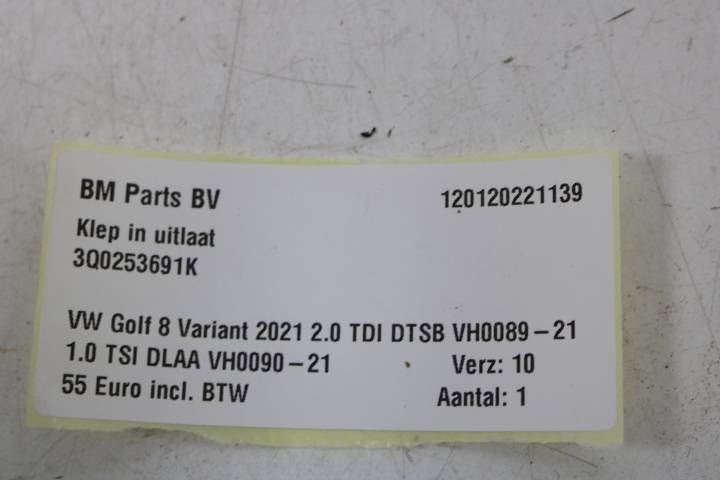 BM Parts BV 120120221139
Klep in uitlaat
3Q0253691K
VW Golf 8 Variant 2021 2.0 TDI DTSB VH0089-21
1.0 TSI DLAA VH0090-21 Verz: 10
55 Euro incl. BTW Aantal: 1